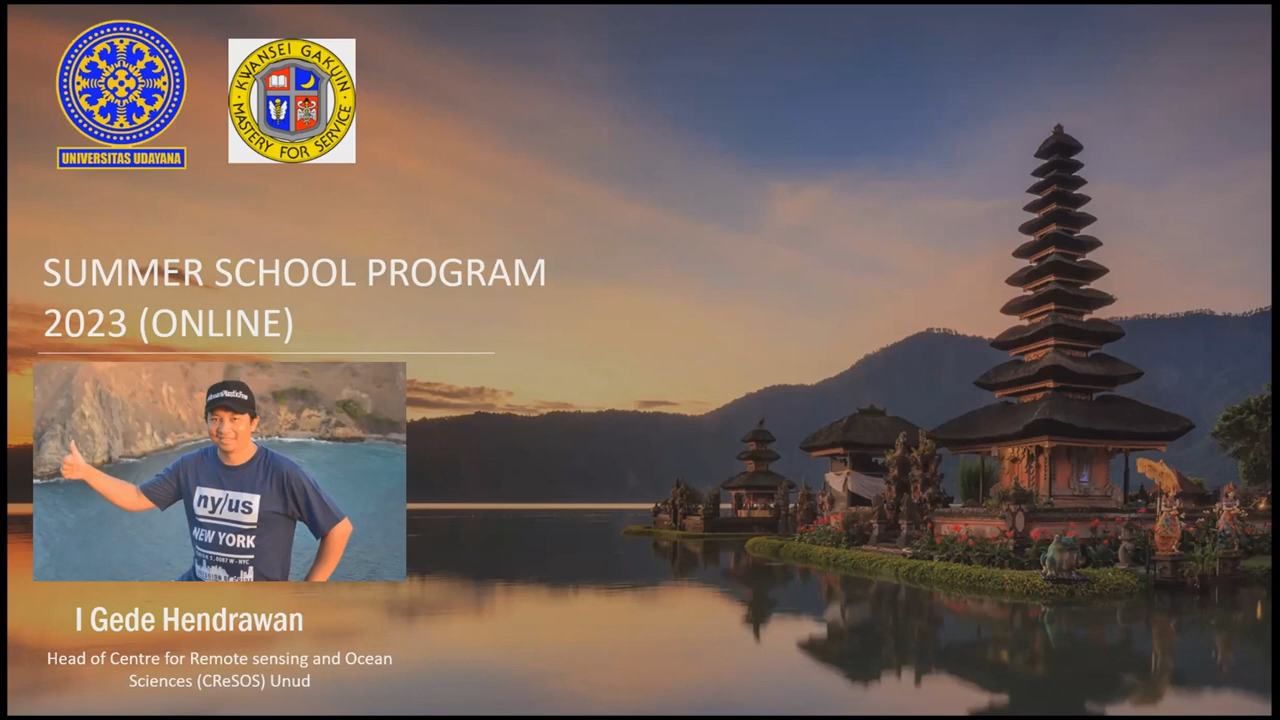 UNIVERSITAS UDAYANA
KWANSEI GAKUIN
MASTERY FOR SERVICE
SUMMER SCHOOL PROGRAM
2023 (ONLINE)
ny/us
NEW YORK
I Gede Hendrawan
Head of Centre for Remote sensing and Ocean
Sciences (CReSOS) Unud